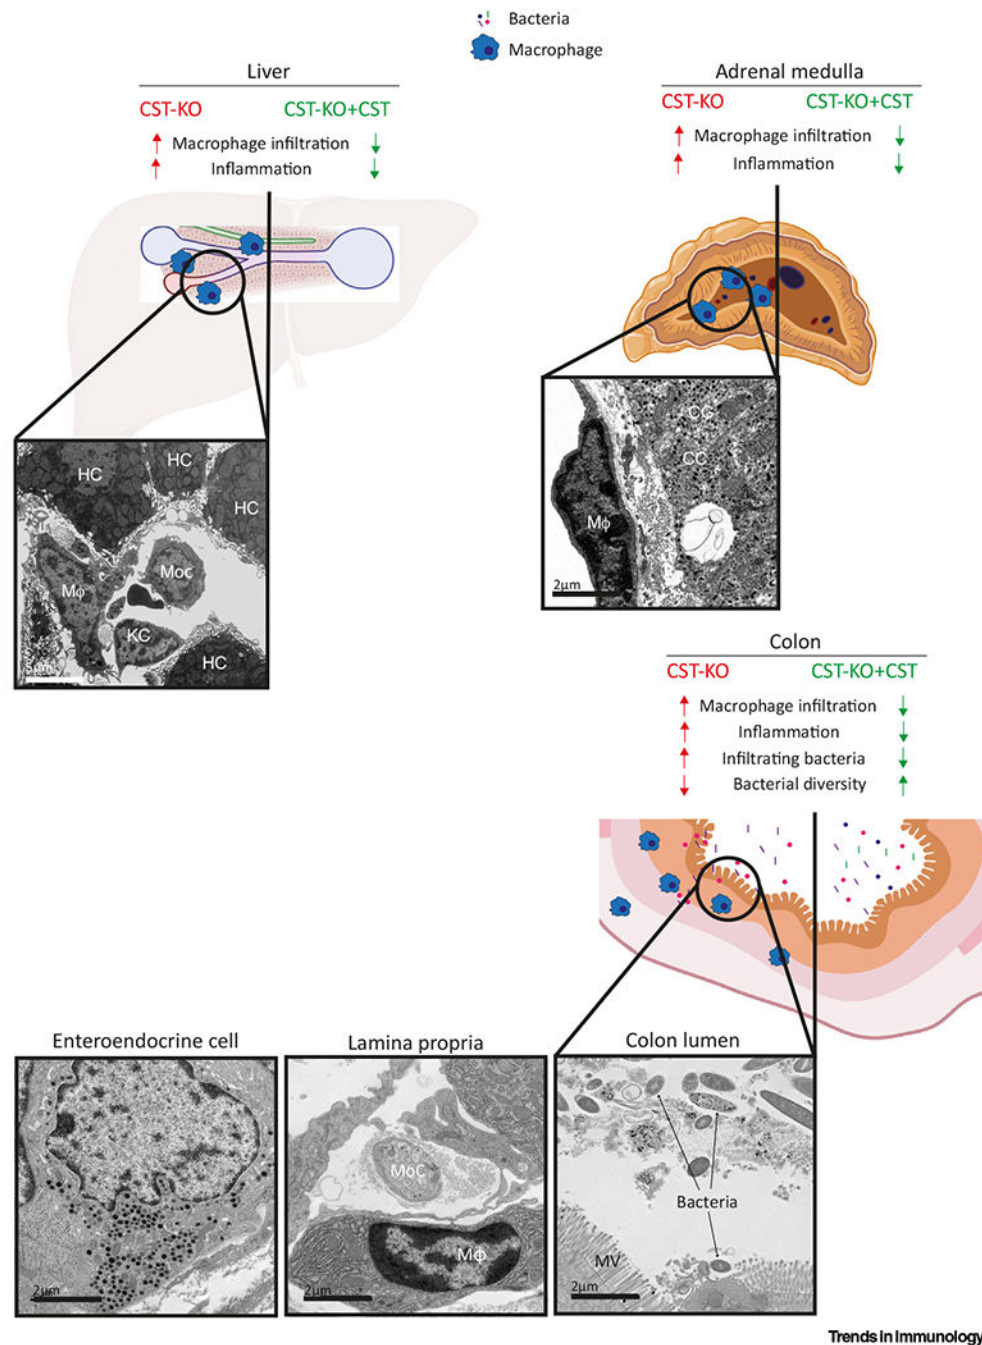 Bacteria
Macrophage
Liver
CST-KO CST-KO+CST
Macrophage infiltration
Inflammation
Adrenal medulla
CST-KO CST-KO+CST
Macrophage infiltration
Inflammation
HC
HC
HC
Mφ
Moc
KC
HC
5µm
CG
CC
Mφ
2µm
Colon
CST-KO CST-KO+CST
Macrophage infiltration
Inflammation
Infiltrating bacteria
Bacterial diversity
Enteroendocrine cell
2µm
Lamina propria
MoC
Mφ
2µm
Colon lumen
Bacteria
MV
2µm
Trends in Immunology